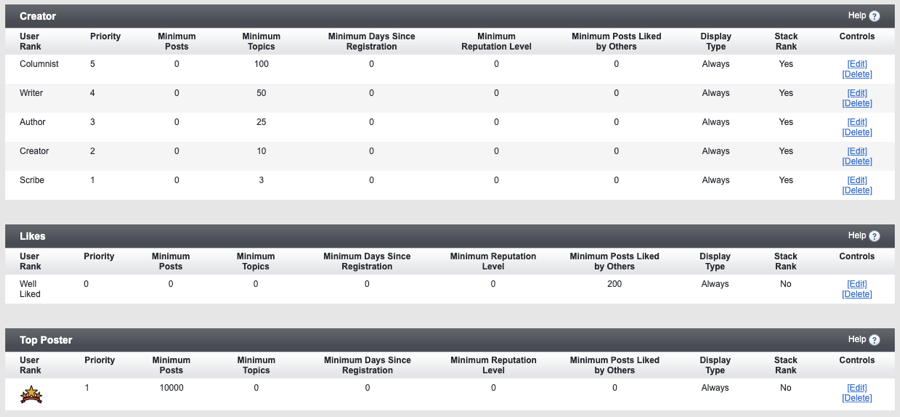 Creator Help ?
User Rank Priority Minimum Posts Minimum Topics Minimum Days Since Registration Minimum Reputation Level Minimum Posts Liked by Others Display Type Stack Rank Controls
Columnist 5 0 100 0 0 0 Always Yes [Edit] [Delete]
Writer 4 0 50 0 0 0 Always Yes [Edit] [Delete]
Author 3 0 25 0 0 0 Always Yes [Edit] [Delete]
Creator 2 0 10 0 0 0 Always Yes [Edit] [Delete]
Scribe 1 0 3 0 0 0 Always Yes [Edit] [Delete]
Likes Help ?
User Rank Priority Minimum Posts Minimum Topics Minimum Days Since Registration Minimum Reputation Level Minimum Posts Liked by Others Display Type Stack Rank Controls
Well Liked 0 0 0 0 0 200 Always No [Edit] [Delete]
Top Poster Help ?
User Rank Priority Minimum Posts Minimum Topics Minimum Days Since Registration Minimum Reputation Level Minimum Posts Liked by Others Display Type Stack Rank Controls
1 10000 0 0 0 0 Always No [Edit] [Delete]